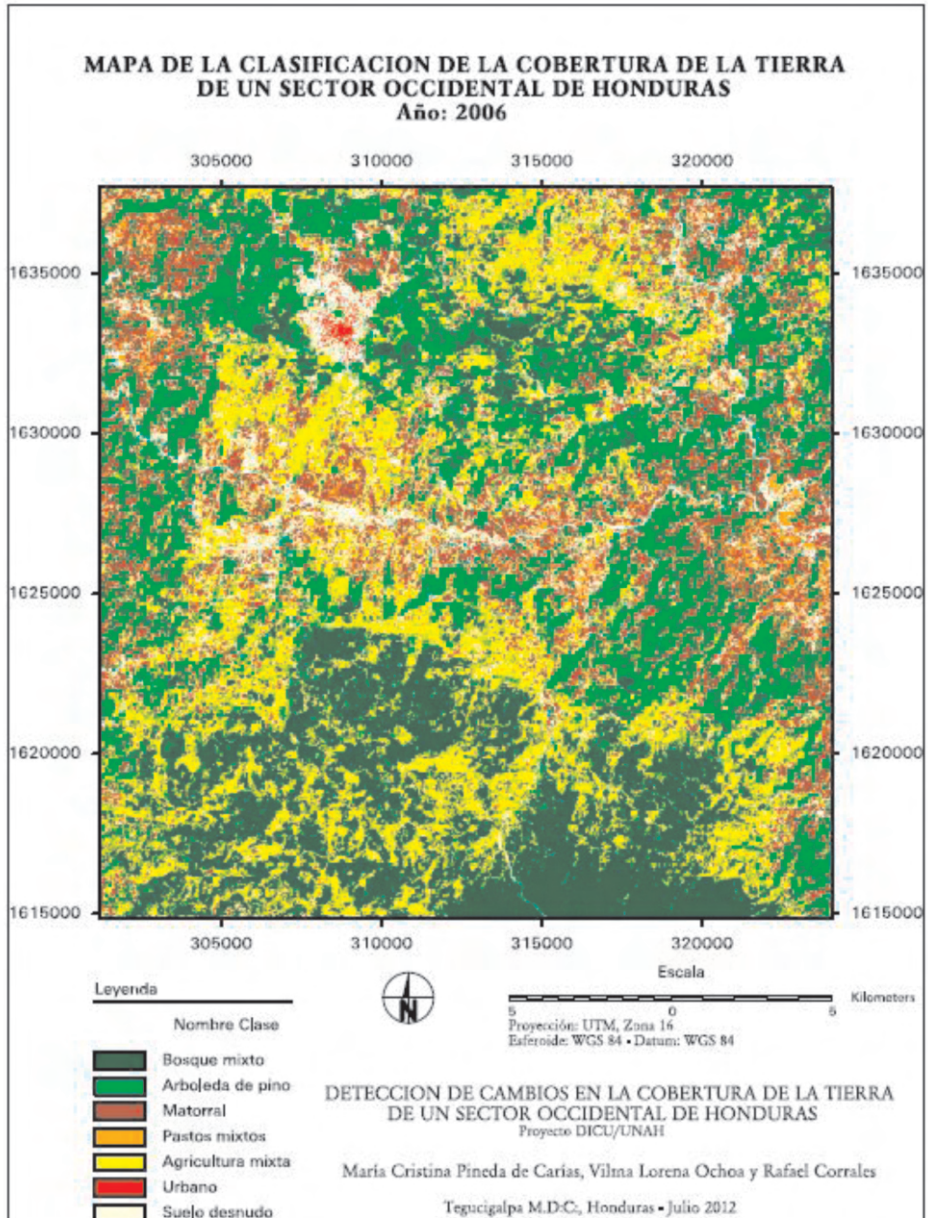 MAPA DE LA CLASIFICACION DE LA COBERTURA DE LA TIERRA
DE UN SECTOR OCCIDENTAL DE HONDURAS
Año: 2006
305000 310000 315000 320000
1635000 1635000
1630000 1630000
1625000 1625000
1620000 1620000
1615000 1615000
305000 310000 315000 320000
Leyenda
Nombre Clase
Bosque mixto
Arboleda de pino
Matorral
Pastos mixtos
Agricultura mixta
Urbano
Suelo desnudo
N
Escala
Kilometers
5 0 5
Proyección: UTM, Zona 16
Esferoide: WGS 84 • Datum: WGS 84
DETECCION DE CAMBIOS EN LA COBERTURA DE LA TIERRA
DE UN SECTOR OCCIDENTAL DE HONDURAS
Proyecto DICU/UNAH
María Cristina Pineda de Carías, Vilma Lorena Ochoa y Rafael Corrales
Tegucigalpa M.D:C:, Honduras • Julio 2012